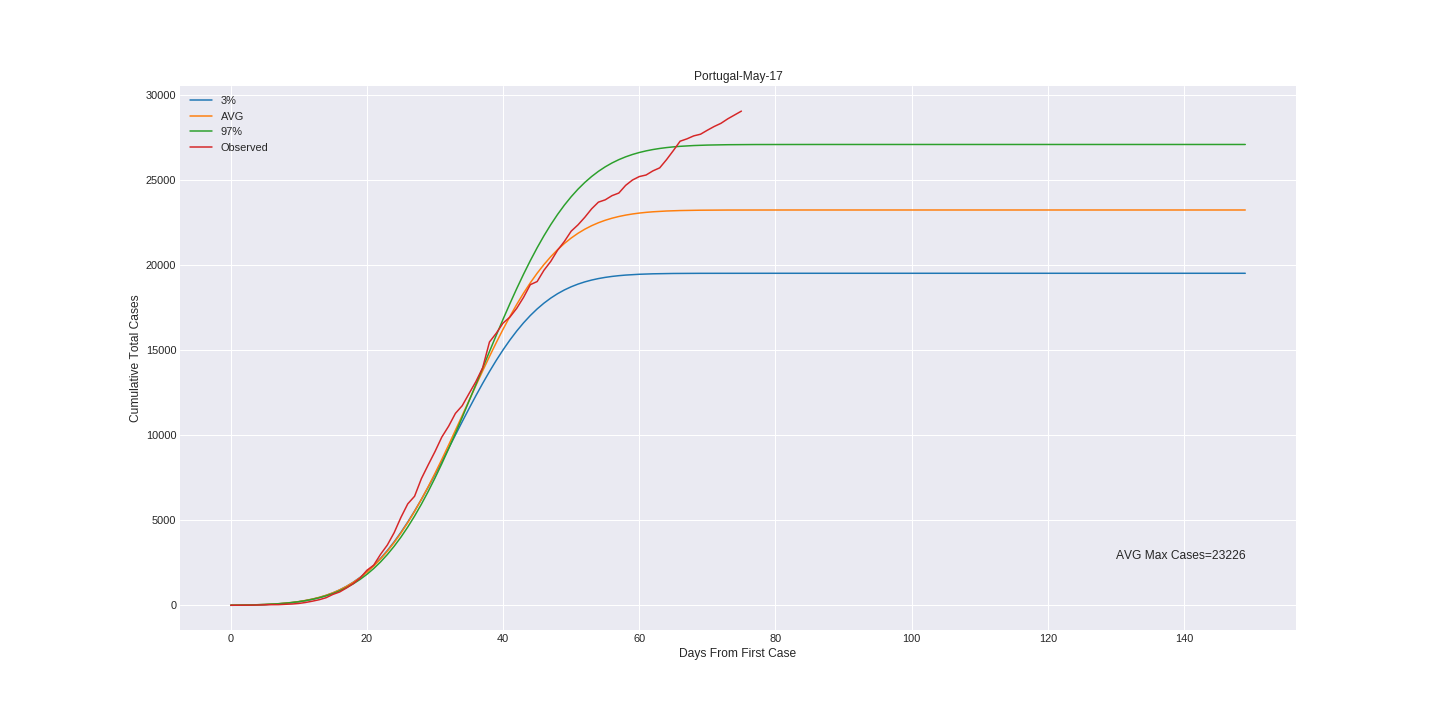 Portugal-May-17
3%
AVG
97%
Observed
30000
25000
20000
15000
10000
5000
0
Cumulative Total Cases
AVG Max Cases=23226
0 20 40 60 80 100 120 140
Days From First Case